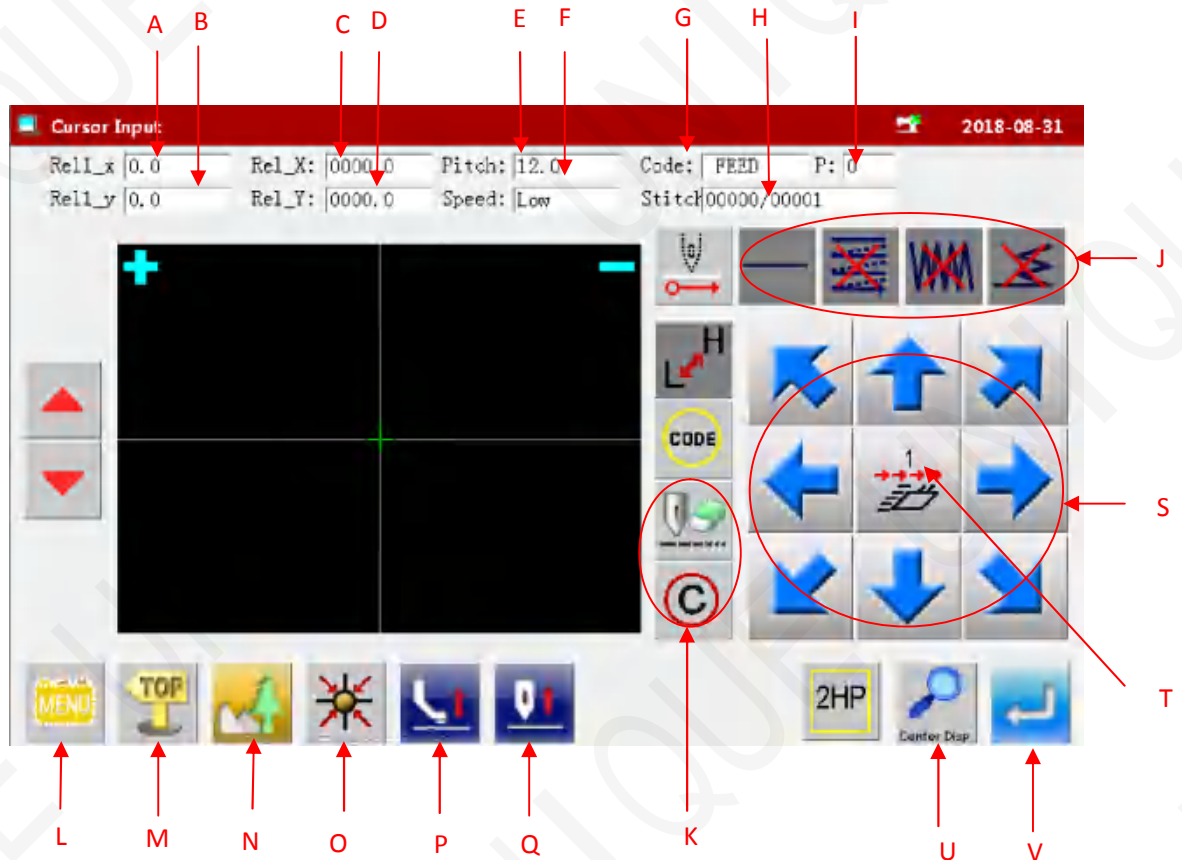 A B C D E F G H I
Cursor Input: 2018-08-31
Rel1_x 0.0 Rel_X: 0000.0 Pitch: 12.0 Code: FEED P: 0
Rel1_y 0.0 Rel_Y: 0000.0 Speed: Low Stitch 00000/00001
J
H
L
CODE
1
S
C
T
MENU TOP 2HP
Center Disp
L M N O P Q K U V
UNIQUE